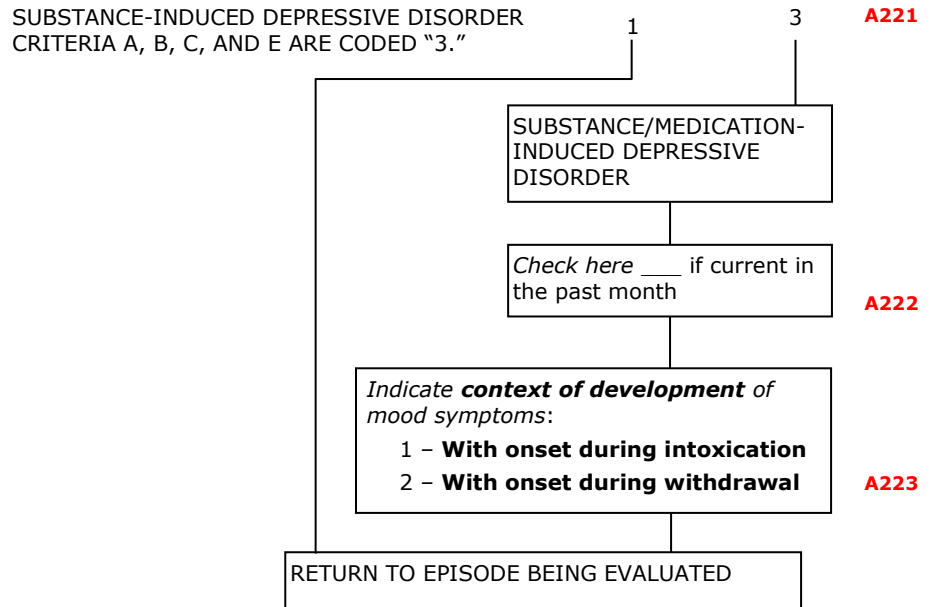 SUBSTANCE-INDUCED DEPRESSIVE DISORDER
CRITERIA A, B, C, AND E ARE CODED “3.”
1
3
A221
SUBSTANCE/MEDICATION-
INDUCED DEPRESSIVE
DISORDER
Check here ___ if current in
the past month
A222
Indicate context of development of
mood symptoms:
1 – With onset during intoxication
2 – With onset during withdrawal
A223
RETURN TO EPISODE BEING EVALUATED